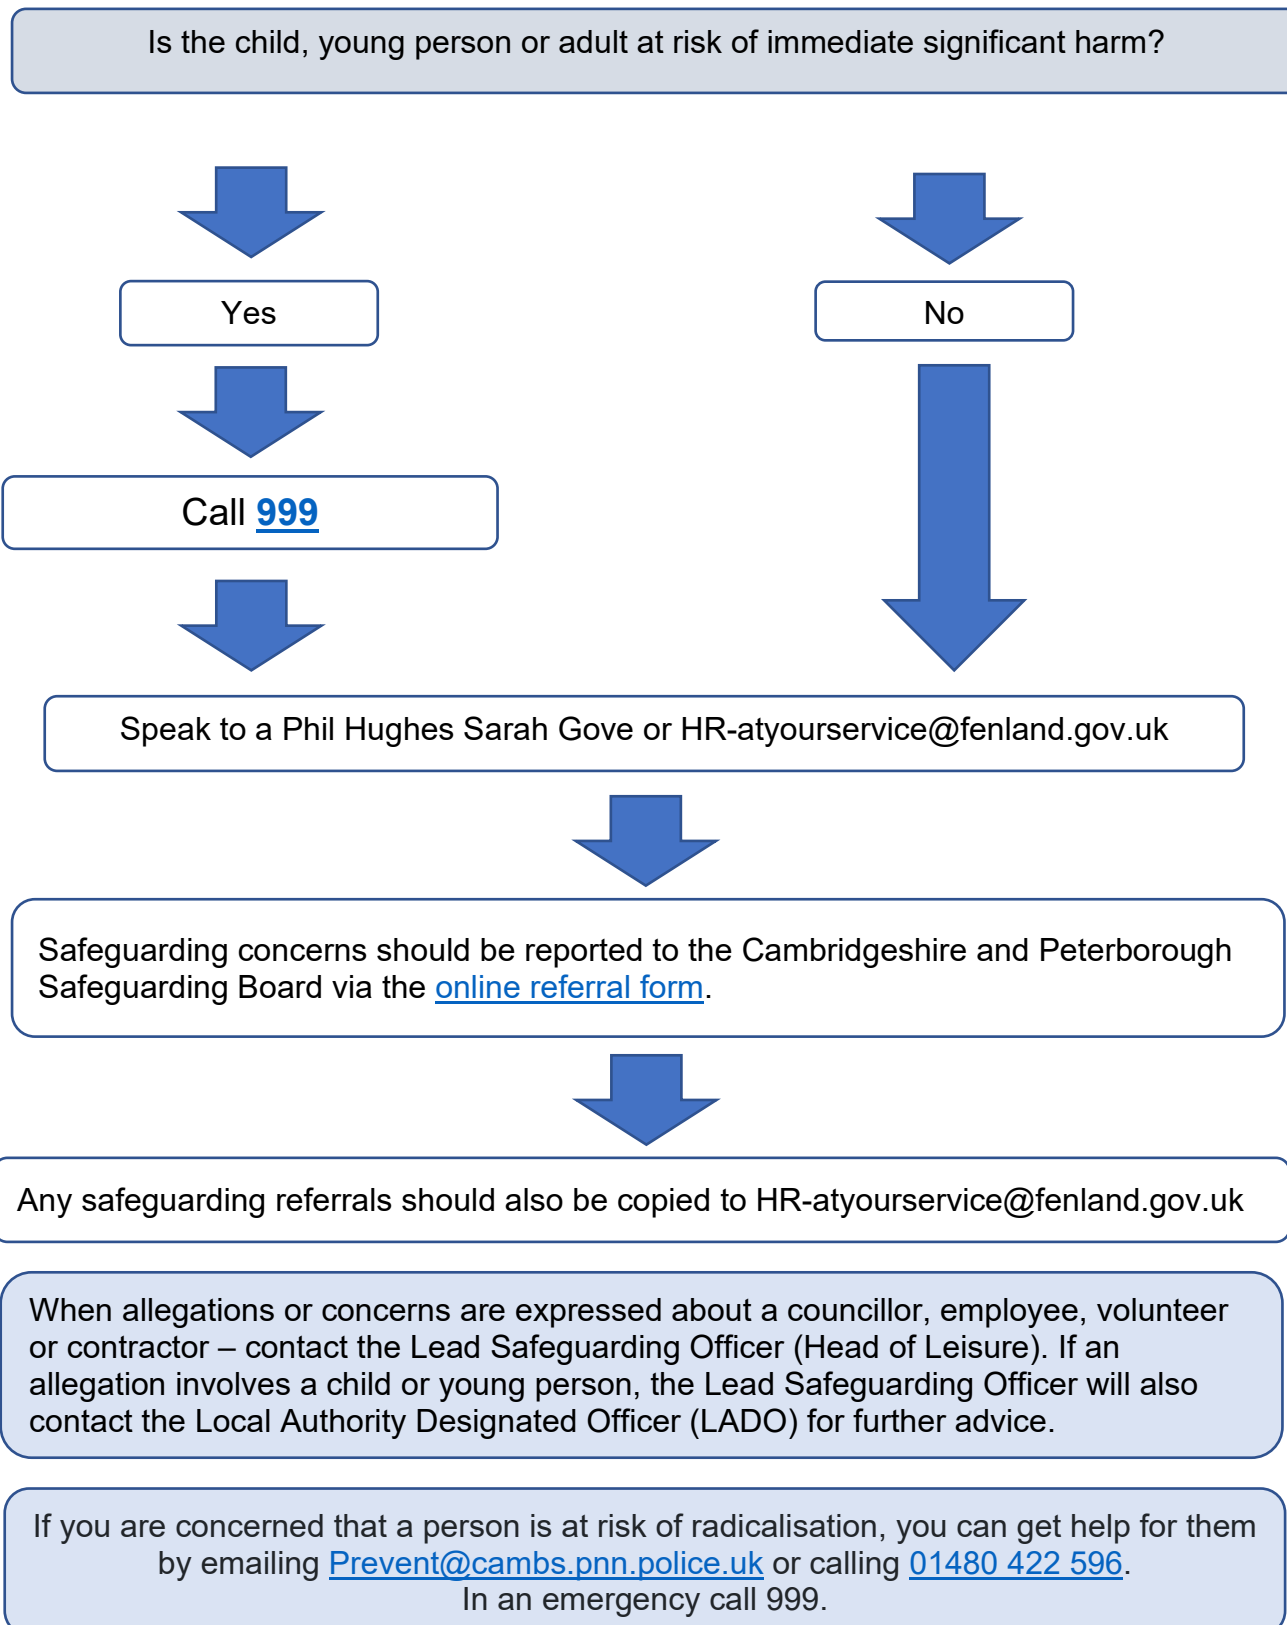 Is the child, young person or adult at risk of immediate significant harm?
Yes
No
Call 999
Speak to a Phil Hughes Sarah Gove or HR-atyourservice@fenland.gov.uk
Safeguarding concerns should be reported to the Cambridgeshire and Peterborough
Safeguarding Board via the online referral form.
Any safeguarding referrals should also be copied to HR-atyourservice@fenland.gov.uk
When allegations or concerns are expressed about a councillor, employee, volunteer
or contractor – contact the Lead Safeguarding Officer (Head of Leisure). If an
allegation involves a child or young person, the Lead Safeguarding Officer will also
contact the Local Authority Designated Officer (LADO) for further advice.
If you are concerned that a person is at risk of radicalisation, you can get help for them
by emailing Prevent@cambs.pnn.police.uk or calling 01480 422 596.
In an emergency call 999.